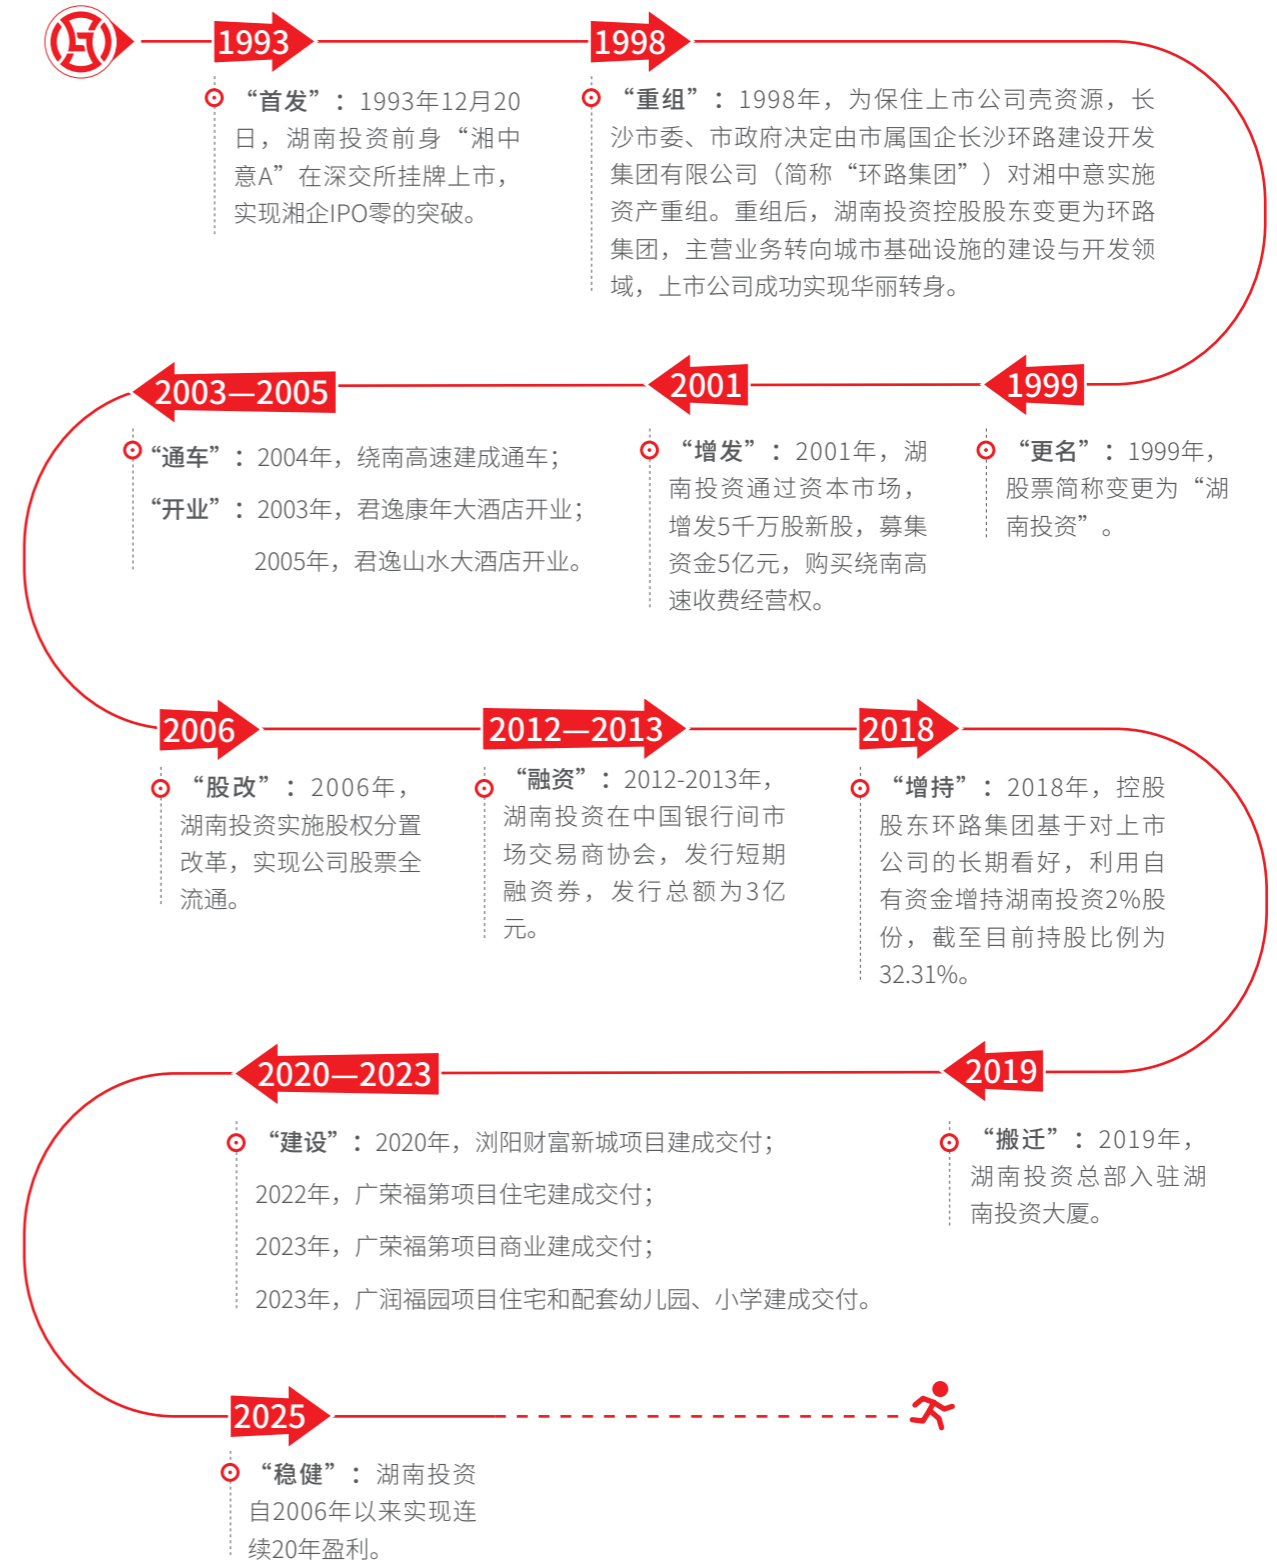 1993
“首发”：1993年12月20
日，湖南投资前身“湘中
意A”在深交所挂牌上市，
实现湘企IPO零的突破。
1998
“重组”：1998年，为保住上市公司壳资源，长
沙市委、市政府决定由市属国企长沙环路建设开发
集团有限公司（简称“环路集团”）对湘中意实施
资产重组。重组后，湖南投资控股股东变更为环路
集团，主营业务转向城市基础设施的建设与开发领
域，上市公司成功实现华丽转身。
1999
“更名”：1999年，
股票简称变更为“湖
南投资”。
2001
“增发”：2001年，湖
南投资通过资本市场，
增发5千万股新股，募集
资金5亿元，购买绕南高
速收费经营权。
2003—2005
“通车”：2004年，绕南高速建成通车；
“开业”：2003年，君逸康年大酒店开业；
2005年，君逸山水大酒店开业。
2006
“股改”：2006年，
湖南投资实施股权分置
改革，实现公司股票全
流通。
2012—2013
“融资”：2012-2013年，
湖南投资在中国银行间市
场交易商协会，发行短期
融资券，发行总额为3亿
元。
2018
“增持”：2018年，控股
股东环路集团基于对上市
公司的长期看好，利用自
有资金增持湖南投资2%股
份，截至目前持股比例为
32.31%。
2019
“搬迁”：2019年，
湖南投资总部入驻湖
南投资大厦。
2020—2023
“建设”：2020年，浏阳财富新城项目建成交付；
2022年，广荣福第项目住宅建成交付；
2023年，广荣福第项目商业建成交付；
2023年，广润福园项目住宅和配套幼儿园、小学建成交付。
2025
“稳健”：湖南投资
自2006年以来实现连
续20年盈利。